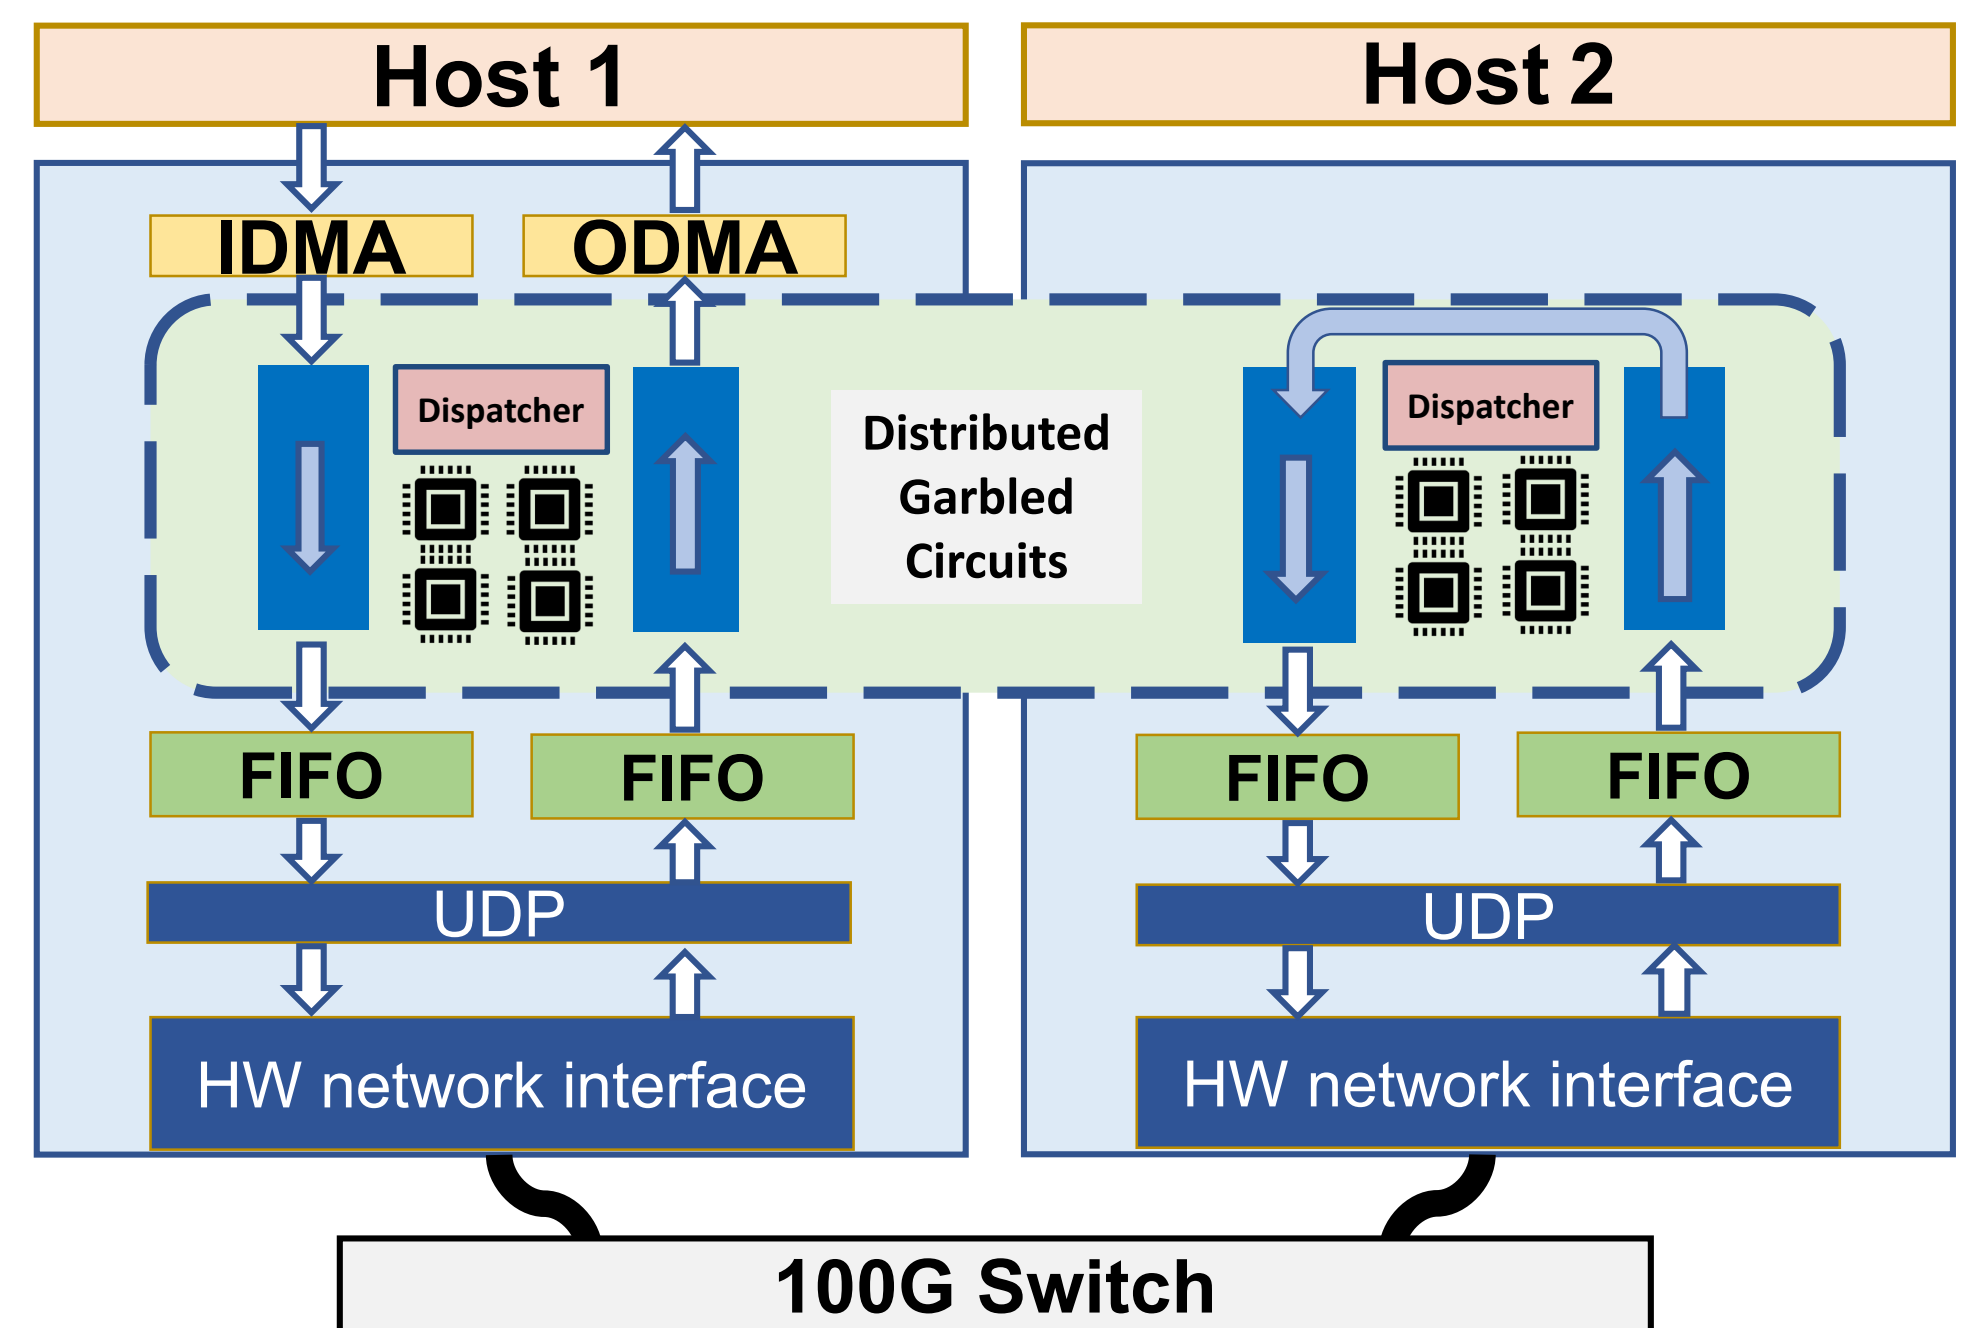 Host 1
Host 2
IDMA
ODMA
Dispatcher
Distributed
Garbled
Circuits
Dispatcher
FIFO
FIFO
FIFO
FIFO
UDP
UDP
HW network interface
HW network interface
100G Switch